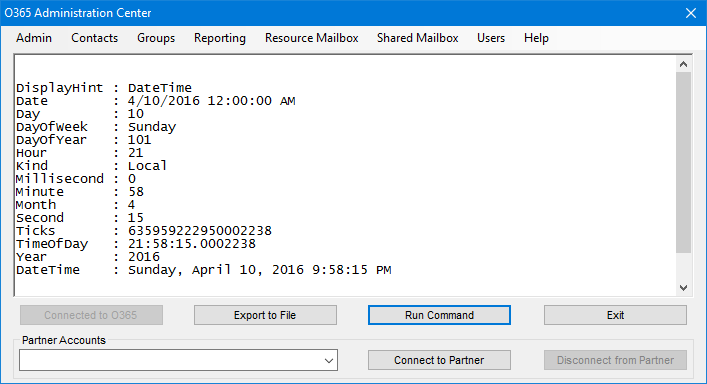 O365 Administration Center
Admin Contacts Groups Reporting Resource Mailbox Shared Mailbox Users Help
DisplayHint : DateTime
Date : 4/10/2016 12:00:00 AM
Day : 10
DayOfWeek : Sunday
DayOfYear : 101
Hour : 21
Kind : Local
Millisecond : 0
Minute : 58
Month : 4
Second : 15
Ticks : 635959222950002238
TimeOfDay : 21:58:15.0002238
Year : 2016
DateTime : Sunday, April 10, 2016 9:58:15 PM
Connected to O365 Export to File Run Command Exit
Partner Accounts
Connect to Partner Disconnect from Partner